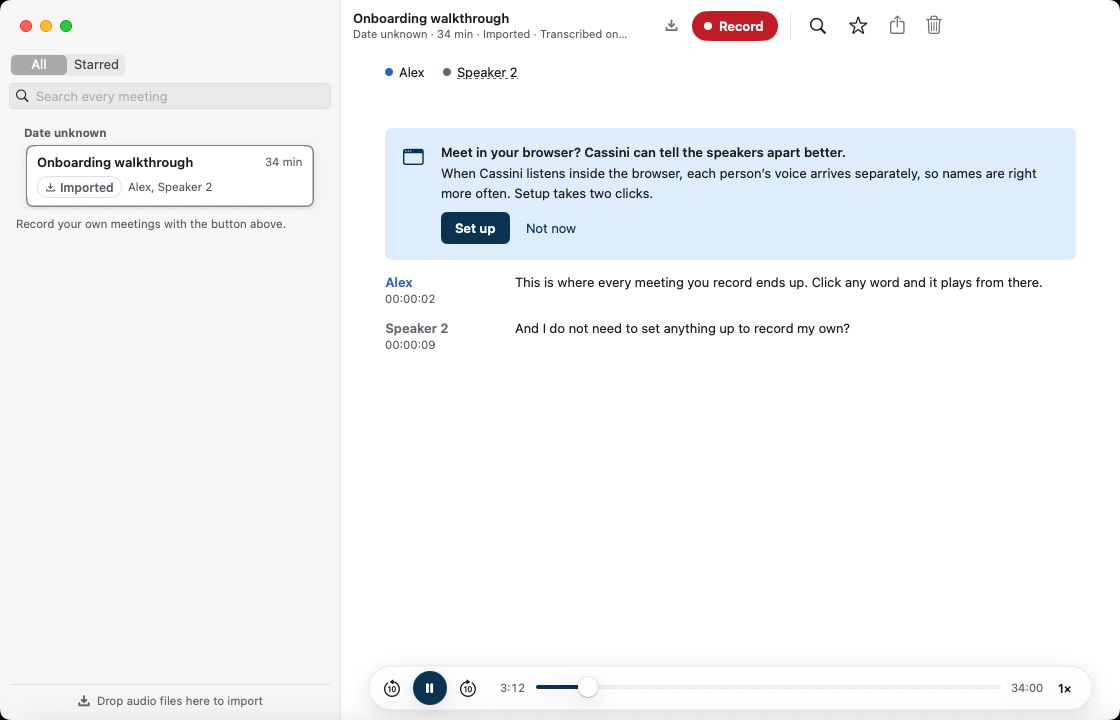 Onboarding walkthrough
Date unknown · 34 min · Imported · Transcribed on...
Record
All
Starred
Search every meeting
Date unknown
Onboarding walkthrough
34 min
Imported
Alex, Speaker 2
Record your own meetings with the button above.
Drop audio files here to import
Alex
Speaker 2
Meet in your browser? Cassini can tell the speakers apart better.
When Cassini listens inside the browser, each person's voice arrives separately, so names are right
more often. Setup takes two clicks.
Set up
Not now
Alex
00:00:02
This is where every meeting you record ends up. Click any word and it plays from there.
Speaker 2
00:00:09
And I do not need to set anything up to record my own?
10
10
3:12
34:00
1×